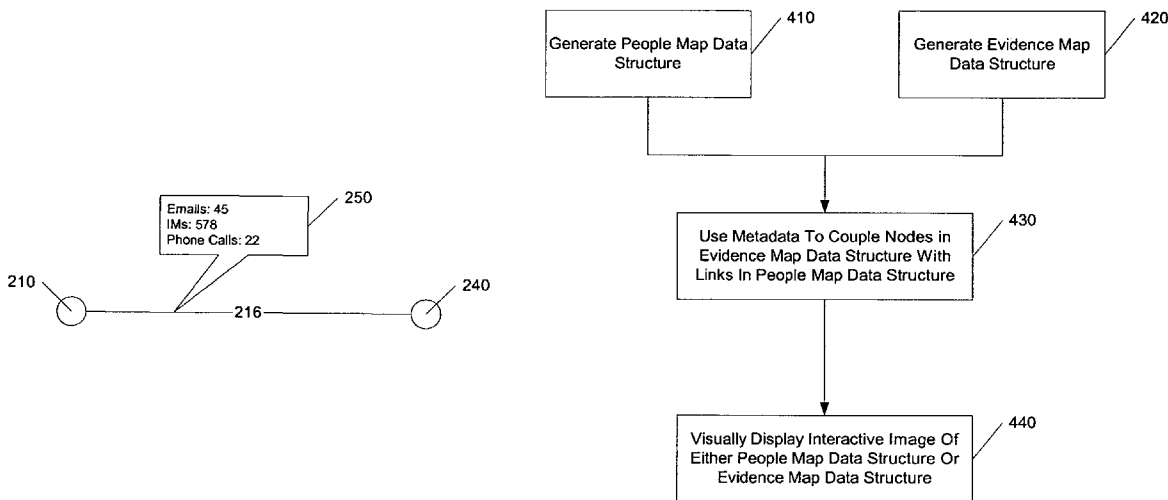 Emails: 45
IMs: 578
Phone Calls: 22
250
210
216
240
Generate People Map Data
Structure
410
Generate Evidence Map
Data Structure
420
Use Metadata To Couple Nodes in
Evidence Map Data Structure With
Links In People Map Data Structure
430
Visually Display Interactive Image Of
Either People Map Data Structure Or
Evidence Map Data Structure
440